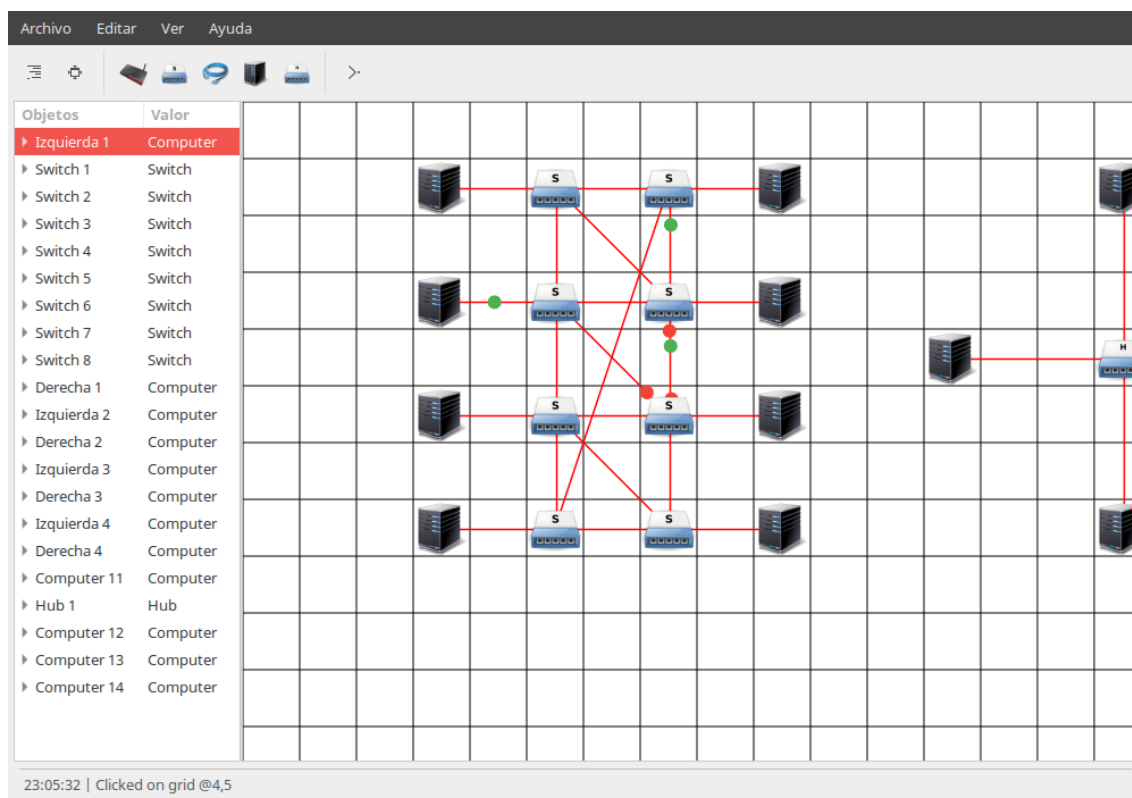 Archivo Editar Ver Ayuda
S H
Objetos Valor
Izquierda 1 Computer
Switch 1 Switch
Switch 2 Switch
Switch 3 Switch
Switch 4 Switch
Switch 5 Switch
Switch 6 Switch
Switch 7 Switch
Switch 8 Switch
Derecha 1 Computer
Izquierda 2 Computer
Derecha 2 Computer
Izquierda 3 Computer
Derecha 3 Computer
Izquierda 4 Computer
Derecha 4 Computer
Computer 11 Computer
Hub 1 Hub
Computer 12 Computer
Computer 13 Computer
Computer 14 Computer
S S
S S
H
S S
S S
23:05:32 | Clicked on grid @4,5